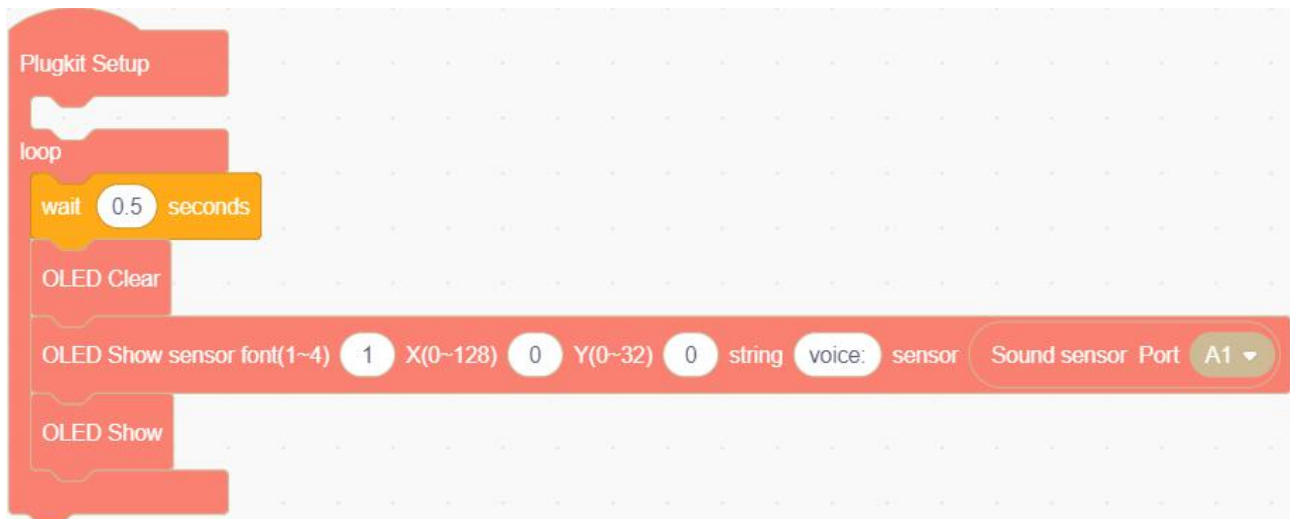 Plugkit Setup
loop
wait 0.5 seconds
OLED Clear
OLED Show sensor font(1~4) 1 X(0~128) 0 Y(0~32) 0 string voice: sensor Sound sensor Port A1
OLED Show